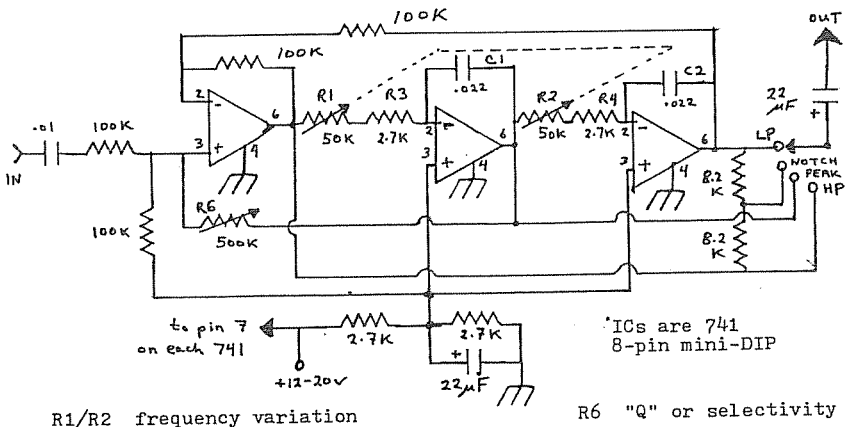 100K
OUT
100K
C1
.022
C2
.022
22
µF
+
R1
50K
R3
2.7K
R2
50K
R4
2.7K
2
-
6
3
+
4
2
-
6
3
+
4
2
-
6
3
+
4
.01
100K
IN
LP
NOTCH
PEAK
HP
8.2
K
8.2
K
R6
500K
100K
to pin 7
on each 741
2.7K
2.7K
+12-20v
+
22µF
ICs are 741
8-pin mini-DIP
R1/R2 frequency variation
R6 "Q" or selectivity